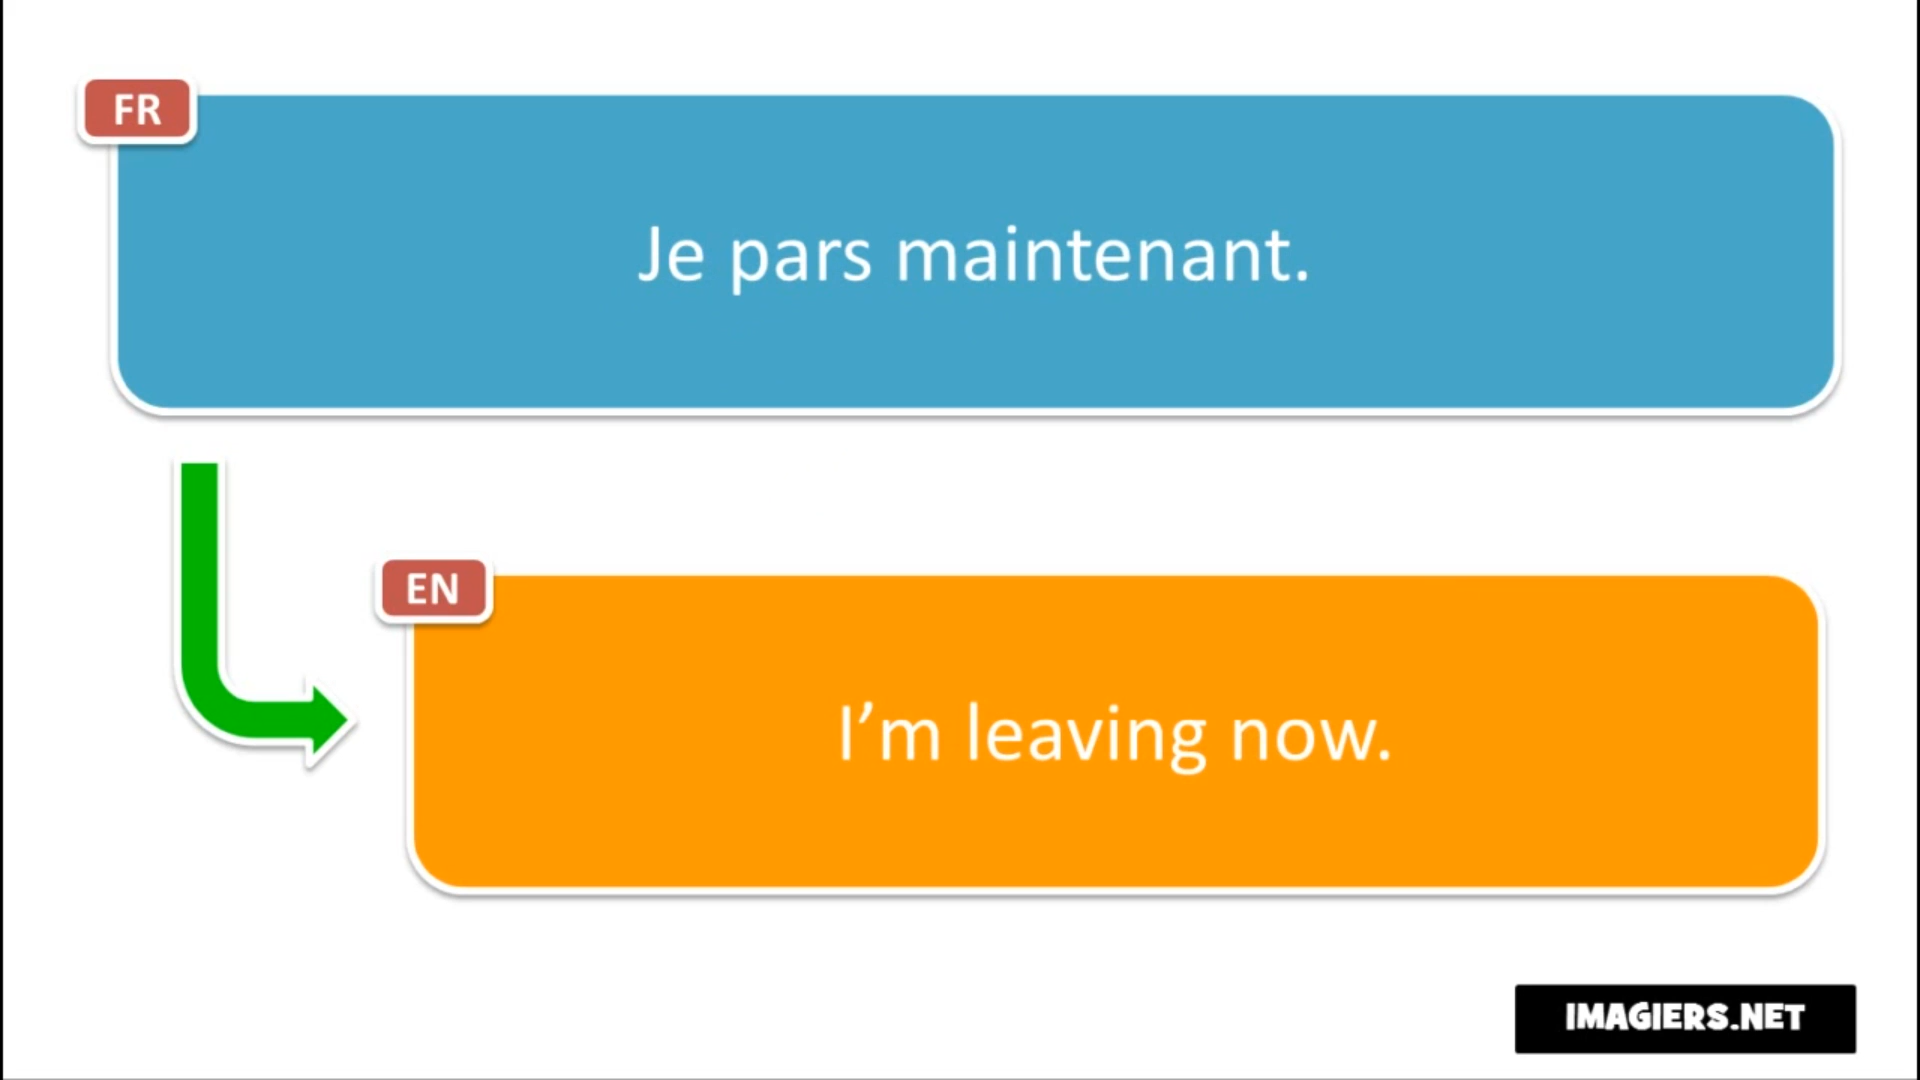 FR
Je pars maintenant.
EN
I’m leaving now.
IMAGIERS.NET